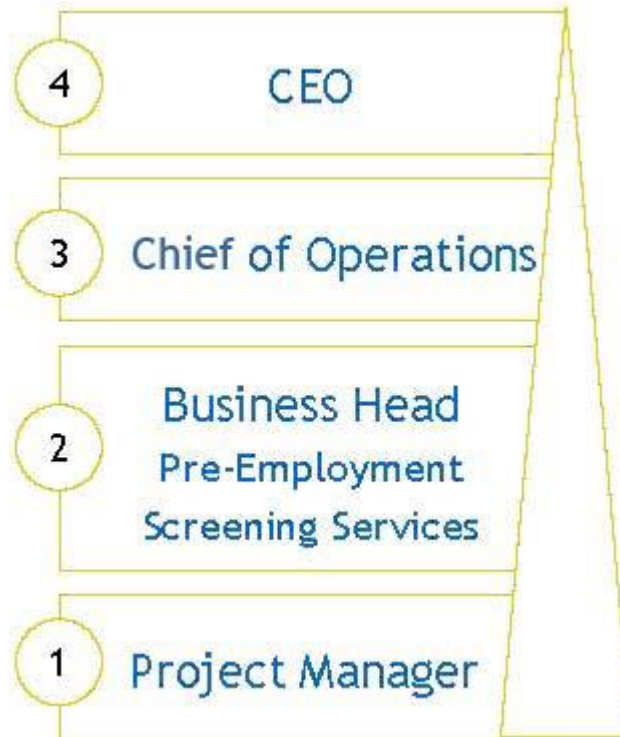 4
CEO
3
Chief of Operations
2
Business Head
Pre-Employment
Screening Services
1
Project Manager